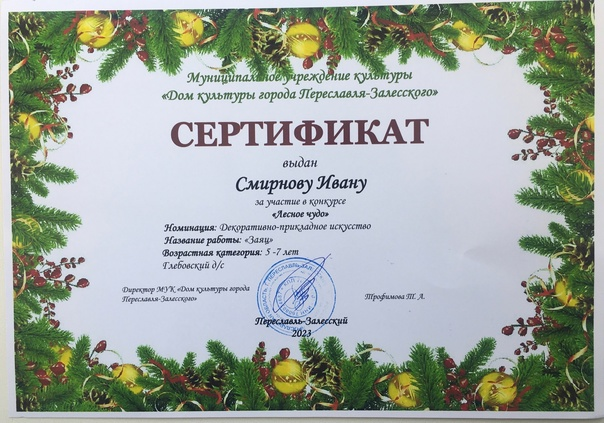 Муниципальное учреждение культуры
«Дом культуры города Переславля-Залесского»
СЕРТИФИКАТ
выдан
Смирнову Ивану
за участие в конкурсе
«Лесное чудо»
Номинация: Декоративно-прикладное искусство
Название работы: «Заяц»
Возрастная категория: 5 -7 лет
Глебовский д/с
Директор МУК «Дом культуры города
Переславля-Залесского»
Трофимова Т. А.
Переславль-Залесский
2023